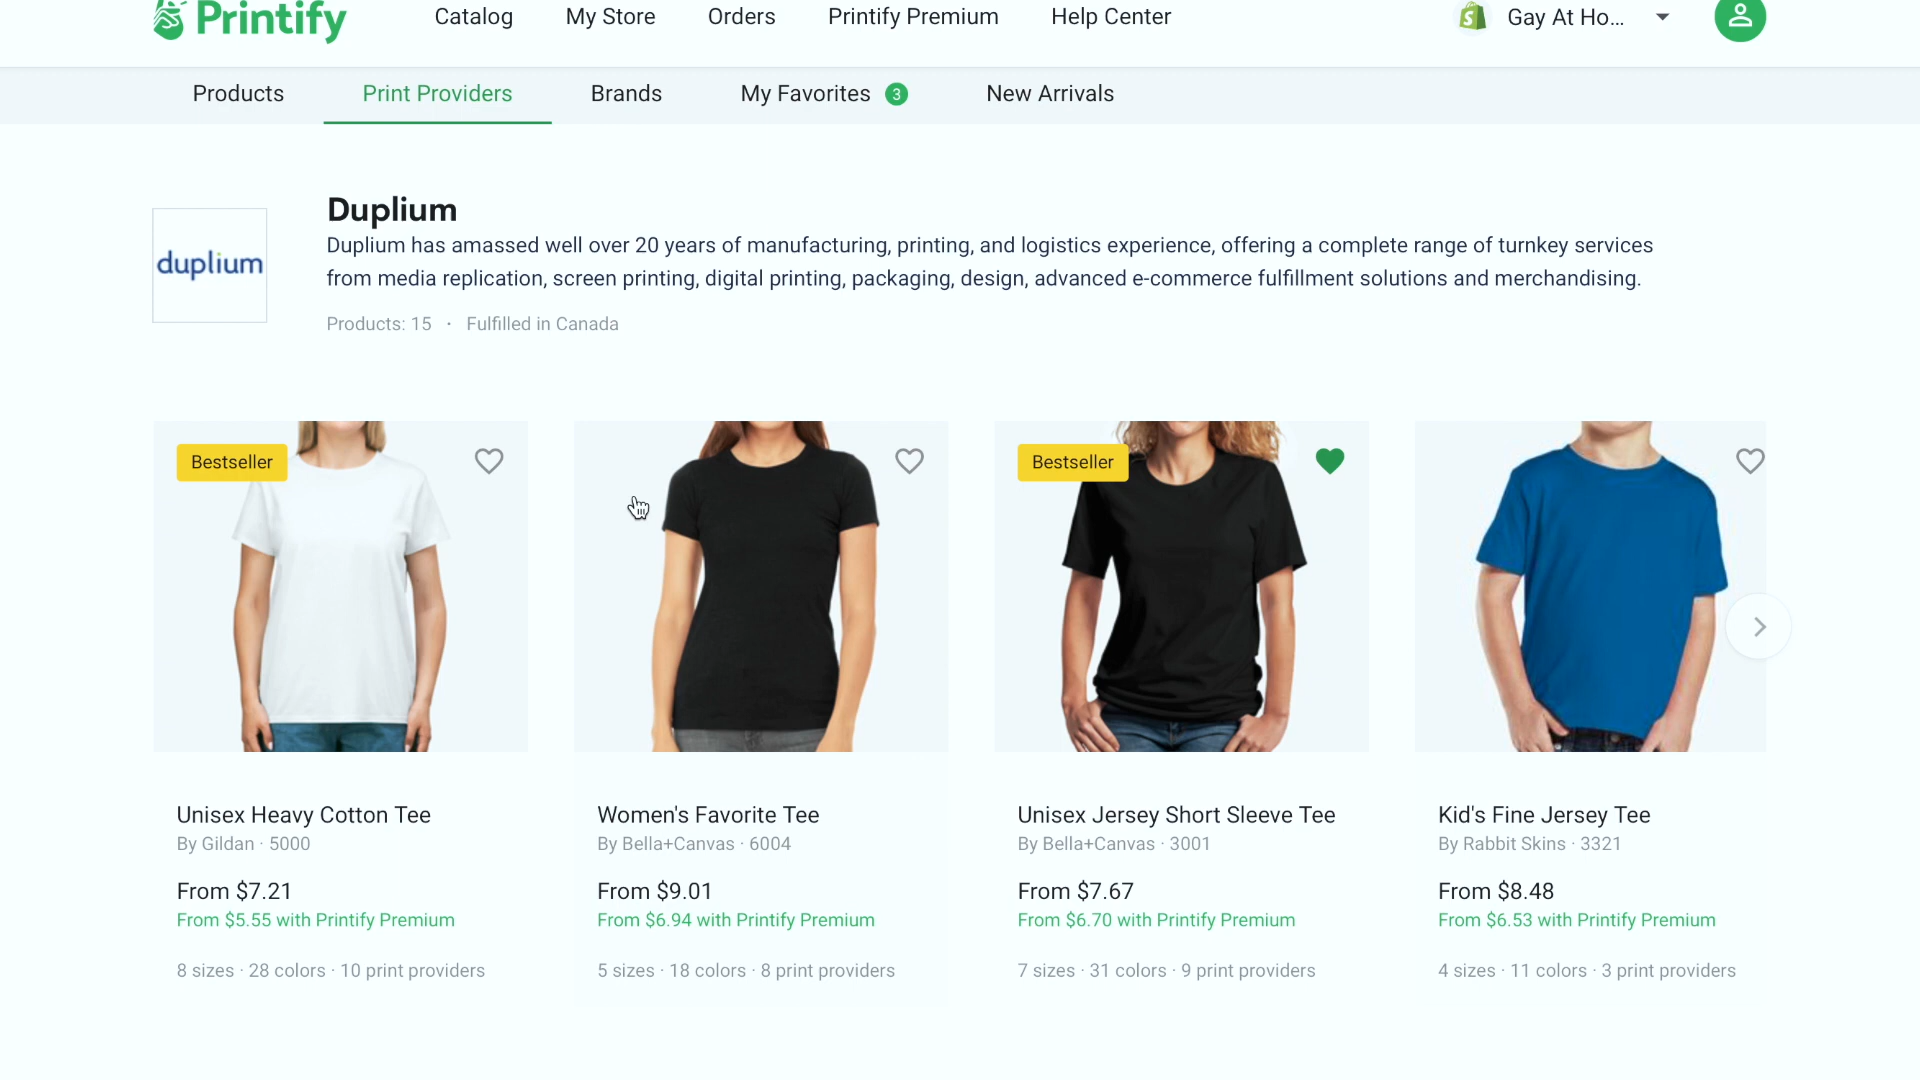 Printify
Catalog
My Store
Orders
Printify Premium
Help Center
Gay At Ho...
Products
Print Providers
Brands
My Favorites 3
New Arrivals
duplium
Duplium
Duplium has amassed well over 20 years of manufacturing, printing, and logistics experience, offering a complete range of turnkey services
from media replication, screen printing, digital printing, packaging, design, advanced e-commerce fulfillment solutions and merchandising.
Products: 15 · Fulfilled in Canada
Bestseller
Unisex Heavy Cotton Tee
By Gildan · 5000
From $7.21
From $5.55 with Printify Premium
8 sizes · 28 colors · 10 print providers
Women's Favorite Tee
By Bella+Canvas · 6004
From $9.01
From $6.94 with Printify Premium
5 sizes · 18 colors · 8 print providers
Bestseller
Unisex Jersey Short Sleeve Tee
By Bella+Canvas · 3001
From $7.67
From $6.70 with Printify Premium
7 sizes · 31 colors · 9 print providers
Kid's Fine Jersey Tee
By Rabbit Skins · 3321
From $8.48
From $6.53 with Printify Premium
4 sizes · 11 colors · 3 print providers